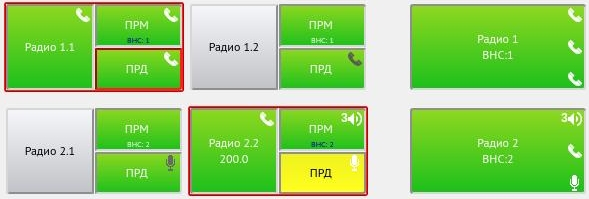 Радио 1.1
ПРМ
ВНС: 1
ПРД
Радио 1.2
ПРМ
ВНС: 1
ПРД
Радио 1
ВНС:1
Радио 2.1
ПРМ
ВНС: 2
ПРД
Радио 2.2
200.0
3
ПРМ
ВНС: 2
ПРД
3
Радио 2
ВНС:2